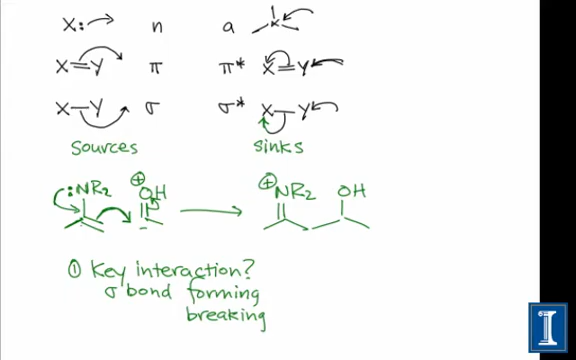 X: n a
X=Y π π* X=Y
X—Y σ σ* X—Y
sources sinks
:NR2 ⊕OH ⊕NR2 OH
① Key interaction?
σ bond forming
breaking
I